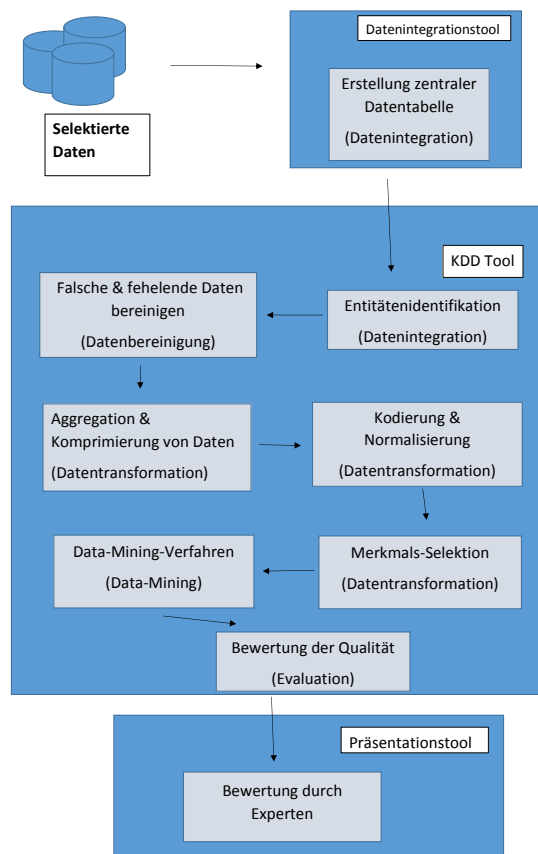 Datenintegrationstool
Erstellung zentraler
Datentabelle
(Datenintegration)
Selektierte
Daten
KDD Tool
Entitätenidentifikation
(Datenintegration)
Falsche & fehelende Daten
bereinigen
(Datenbereinigung)
Aggregation &
Komprimierung von Daten
(Datentransformation)
Kodierung &
Normalisierung
(Datentransformation)
Merkmals-Selektion
(Datentransformation)
Data-Mining-Verfahren
(Data-Mining)
Bewertung der Qualität
(Evaluation)
Präsentationstool
Bewertung durch
Experten